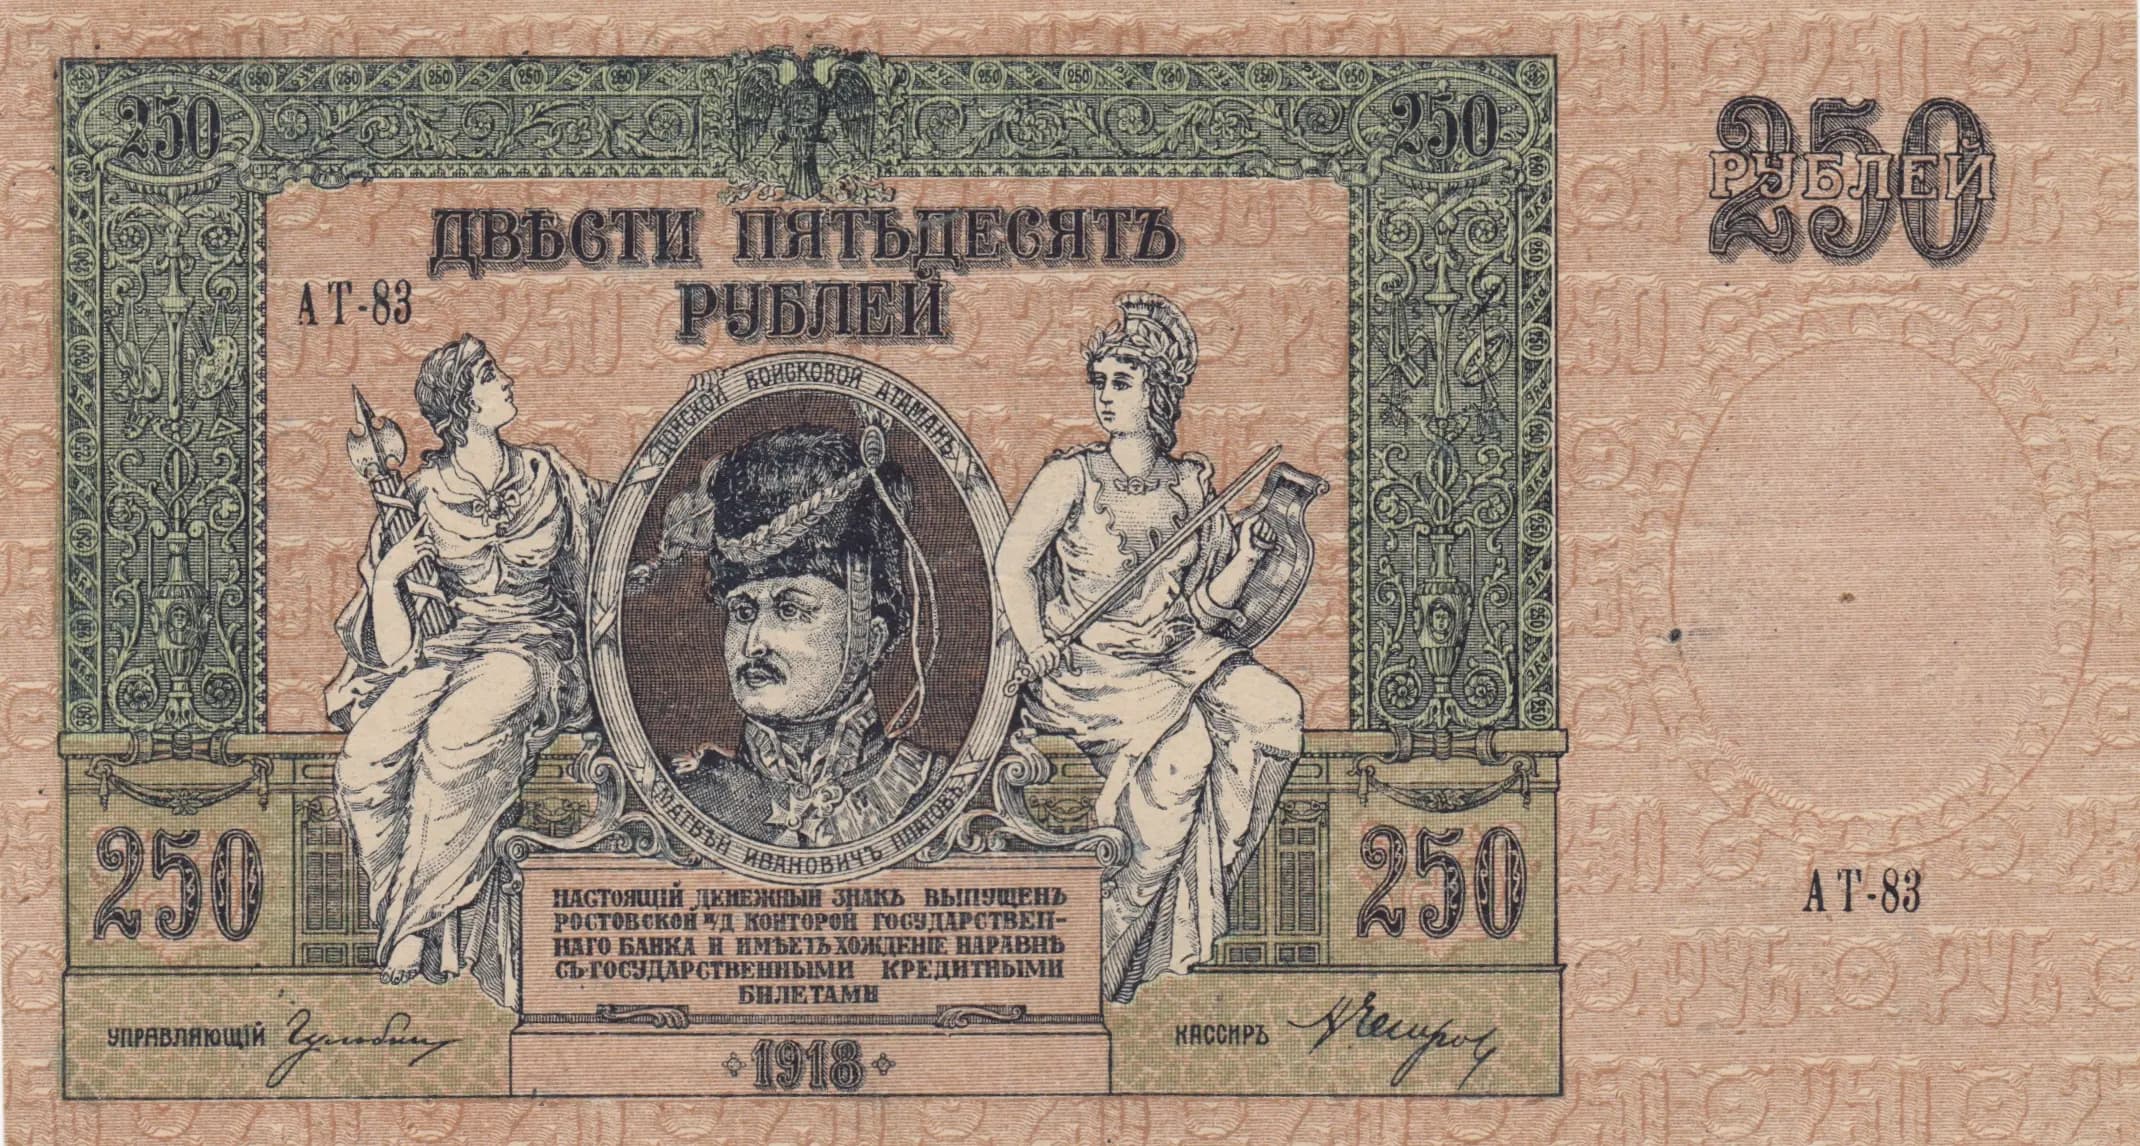 250
250
250
РУБЛЕЙ
ДВѢСТИ ПЯТЬДЕСЯТЪ
РУБЛЕЙ
АТ-83
ДОНСКОЙ ВОЙСКОВОЙ АТАМАНЪ
МАТВѢЙ ИВАНОВИЧЪ ПЛАТОВЪ
250
250
АТ-83
НАСТОЯЩІЙ ДЕНЕЖНЫЙ ЗНАКЪ ВЫПУЩЕНЪ
РОСТОВСКОЙ Н/Д КОНТОРОЙ ГОСУДАРСТВЕН-
НАГО БАНКА И ИМѢЕТЪ ХОЖДЕНІЕ НАРАВНѢ
СЪ ГОСУДАРСТВЕННЫМИ КРЕДИТНЫМИ
БИЛЕТАМИ
УПРАВЛЯЮЩІЙ
КАССИРЪ
1918